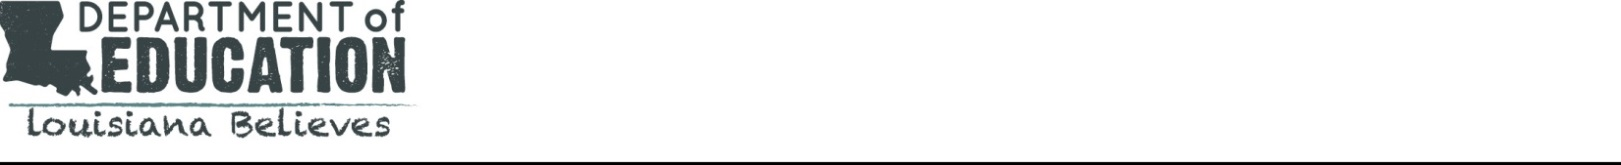 DEPARTMENT of
EDUCATION
louisiana Believes